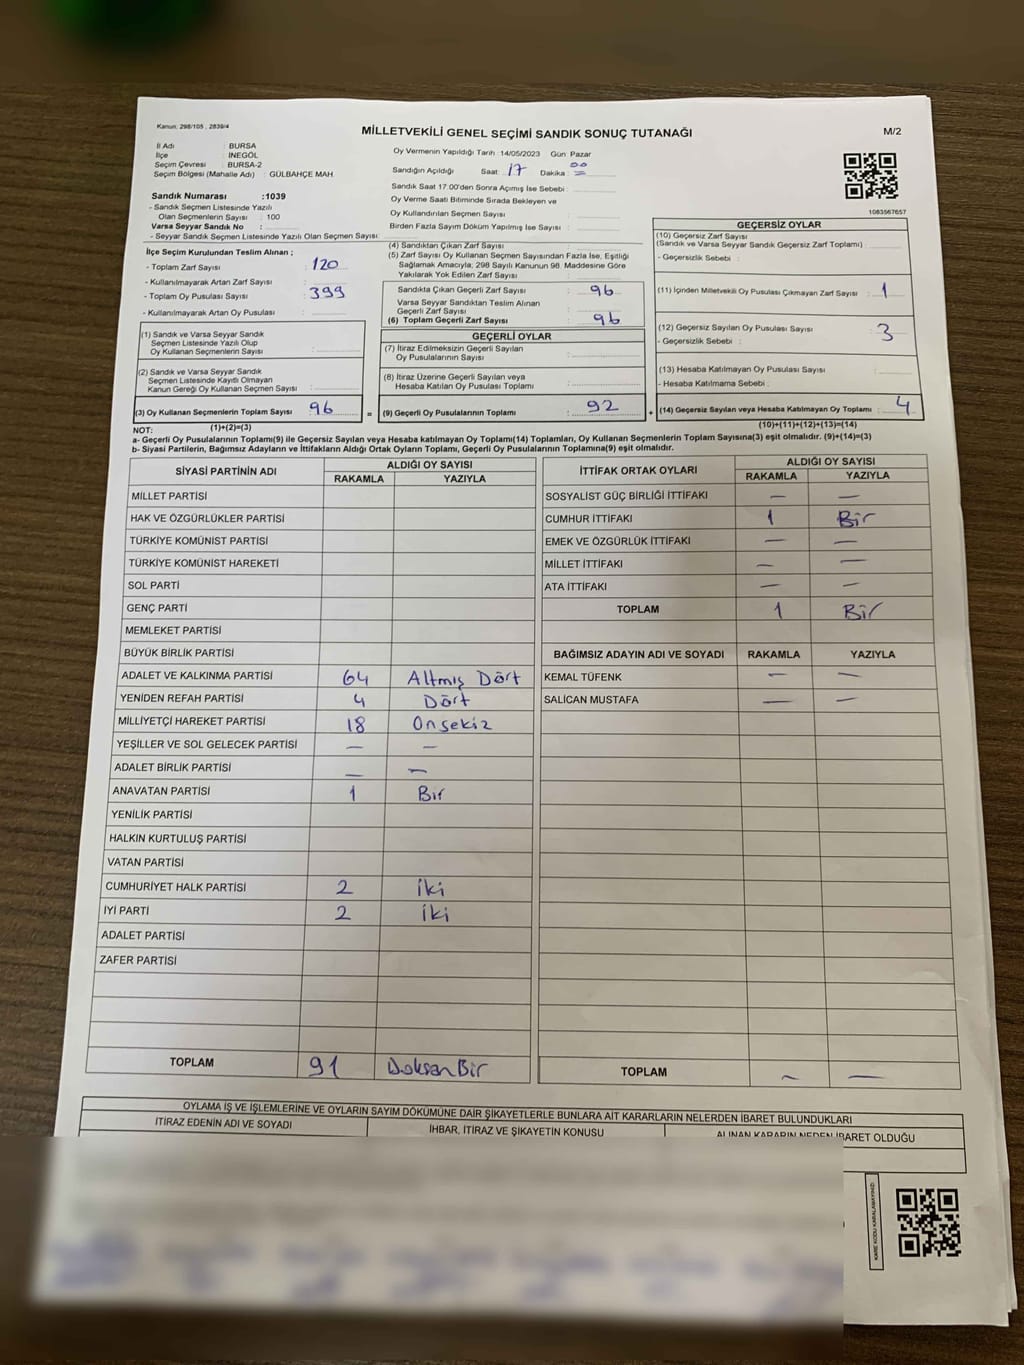 Kanun: 298/105 , 2839/4
MİLLETVEKİLİ GENEL SEÇİMİ SANDIK SONUÇ TUTANAĞI
M/2
İl Adı : BURSA
İlçe : İNEGÖL
Seçim Çevresi : BURSA-2
Seçim Bölgesi (Mahalle Adı) : GÜLBAHÇE MAH.
Sandık Numarası :1039
- Sandık Seçmen Listesinde Yazılı
Olan Seçmenlerin Sayısı : 100
Varsa Seyyar Sandık No :
- Seyyar Sandık Seçmen Listesinde Yazılı Olan Seçmen Sayısı:
Oy Vermenin Yapıldığı Tarih :14/05/2023 Gün :Pazar
Sandığın Açıldığı Saat: 17 Dakika: 00
Sandık Saat 17.00'den Sonra Açımış İse Sebebi :
Oy Verme Saati Bitiminde Sırada Bekleyen ve
Oy Kullandırılan Seçmen Sayısı :
Birden Fazla Sayım Döküm Yapılmış İse Sayısı :
1083567657
İlçe Seçim Kurulundan Teslim Alınan ;
- Toplam Zarf Sayısı : 120
- Kullanılmayarak Artan Zarf Sayısı :
- Toplam Oy Pusulası Sayısı : 399
- Kullanılmayarak Artan Oy Pusulası :
(4) Sandıktan Çıkan Zarf Sayısı :
(5) Zarf Sayısı Oy Kullanan Seçmen Sayısından Fazla İse, Eşitliği
Sağlamak Amacıyla; 298 Sayılı Kanunun 98. Maddesine Göre
Yakılarak Yok Edilen Zarf Sayısı :
Sandıkta Çıkan Geçerli Zarf Sayısı : 96
Varsa Seyyar Sandıktan Teslim Alınan
Geçerli Zarf Sayısı :
(6) Toplam Geçerli Zarf Sayısı : 96
GEÇERLİ OYLAR
(7) İtiraz Edilmeksizin Geçerli Sayılan
Oy Pusulalarının Sayısı :
(8) İtiraz Üzerine Geçerli Sayılan veya
Hesaba Katılan Oy Pusulası Toplamı :
(9) Geçerli Oy Pusulalarının Toplamı : 92
GEÇERSİZ OYLAR
(10) Geçersiz Zarf Sayısı
(Sandık ve Varsa Seyyar Sandık Geçersiz Zarf Toplamı) :
- Geçersizlik Sebebi :
(11) İçinden Milletvekili Oy Pusulası Çıkmayan Zarf Sayısı : 1
(12) Geçersiz Sayılan Oy Pusulası Sayısı : 3
- Geçersizlik Sebebi :
(13) Hesaba Katılmayan Oy Pusulası Sayısı :
- Hesaba Katılmama Sebebi :
+ (14) Geçersiz Sayılan veya Hesaba Katılmayan Oy Toplamı : 4
(10)+(11)+(12)+(13)=(14)
(1) Sandık ve Varsa Seyyar Sandık
Seçmen Listesinde Yazılı Olup
Oy Kullanan Seçmenlerin Sayısı :
(2) Sandık ve Varsa Seyyar Sandık
Seçmen Listesinde Kayıtlı Olmayan
Kanun Gereği Oy Kullanan Seçmen Sayısı :
(3) Oy Kullanan Seçmenlerin Toplam Sayısı : 96 =
NOT: (1)+(2)=(3)
a- Geçerli Oy Pusulalarının Toplamı(9) ile Geçersiz Sayılan veya Hesaba katılmayan Oy Toplamı(14) Toplamları, Oy Kullanan Seçmenlerin Toplam Sayısına(3) eşit olmalıdır. (9)+(14)=(3)
b- Siyasi Partilerin, Bağımsız Adayların ve İttifakların Aldığı Ortak Oyların Toplamı, Geçerli Oy Pusulalarının Toplamına(9) eşit olmalıdır.
SİYASİ PARTİNİN ADI ALDIĞI OY SAYISI
RAKAMLA YAZIYLA
MİLLET PARTİSİ
HAK VE ÖZGÜRLÜKLER PARTİSİ
TÜRKİYE KOMÜNİST PARTİSİ
TÜRKİYE KOMÜNİST HAREKETİ
SOL PARTİ
GENÇ PARTİ
MEMLEKET PARTİSİ
BÜYÜK BİRLİK PARTİSİ
ADALET VE KALKINMA PARTİSİ 64 Altmış Dört
YENİDEN REFAH PARTİSİ 4 Dört
MİLLİYETÇİ HAREKET PARTİSİ 18 Onsekiz
YEŞİLLER VE SOL GELECEK PARTİSİ — —
ADALET BİRLİK PARTİSİ — —
ANAVATAN PARTİSİ 1 Bir
YENİLİK PARTİSİ
HALKIN KURTULUŞ PARTİSİ
VATAN PARTİSİ
CUMHURİYET HALK PARTİSİ 2 İki
İYİ PARTİ 2 İki
ADALET PARTİSİ
ZAFER PARTİSİ
TOPLAM 91 Doksan Bir
İTTİFAK ORTAK OYLARI ALDIĞI OY SAYISI
RAKAMLA YAZIYLA
SOSYALİST GÜÇ BİRLİĞİ İTTİFAKI — —
CUMHUR İTTİFAKI 1 Bir
EMEK VE ÖZGÜRLÜK İTTİFAKI — —
MİLLET İTTİFAKI — —
ATA İTTİFAKI — —
TOPLAM 1 Bir
BAĞIMSIZ ADAYIN ADI VE SOYADI RAKAMLA YAZIYLA
KEMAL TÜFENK — —
SALİCAN MUSTAFA — —
TOPLAM — —
OYLAMA İŞ VE İŞLEMLERİNE VE OYLARIN SAYIM DÖKÜMÜNE DAİR ŞİKAYETLERLE BUNLARA AİT KARARLARIN NELERDEN İBARET BULUNDUKLARI
İTİRAZ EDENİN ADI VE SOYADI
İHBAR, İTİRAZ VE ŞİKAYETİN KONUSU
ALINAN KARARIN NEDEN İBARET OLDUĞU
KARE KODU KARALAMAYINIZ!